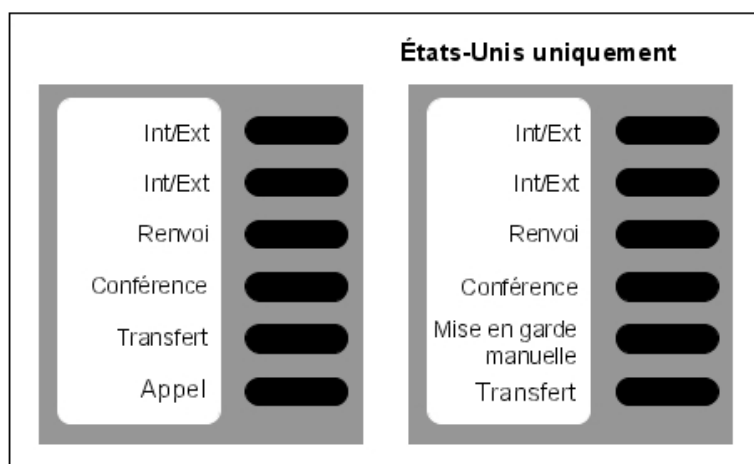 États-Unis uniquement
Int/Ext
Int/Ext
Renvoi
Conférence
Transfert
Appel
Int/Ext
Int/Ext
Renvoi
Conférence
Mise en garde
manuelle
Transfert